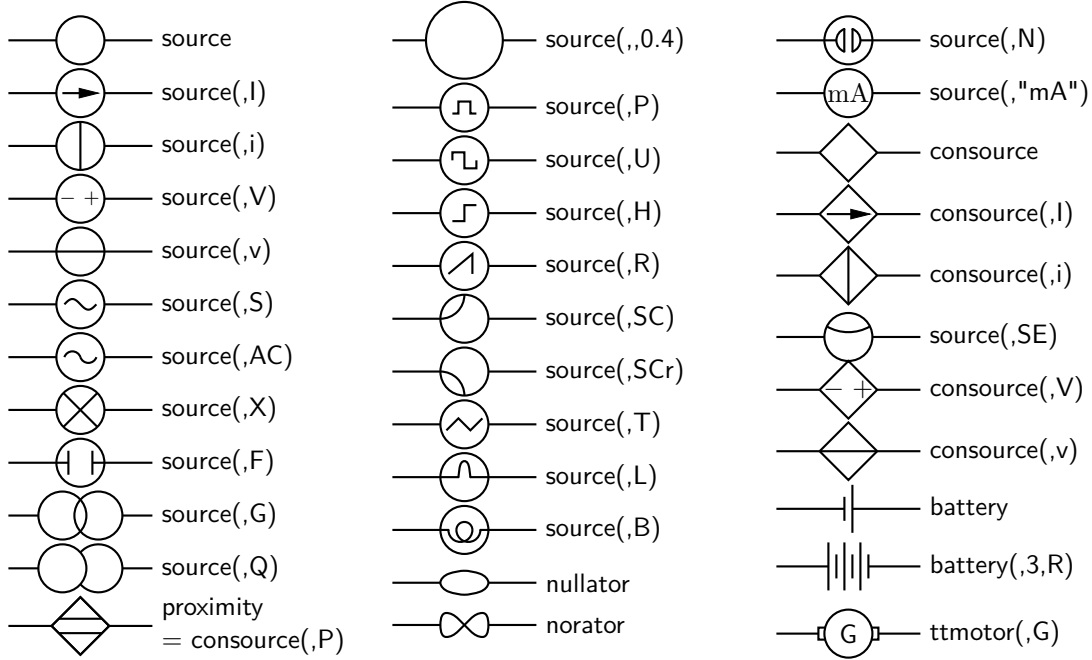 source
source(,I)
source(,i)
− +
source(,V)
source(,v)
source(,S)
source(,AC)
source(,X)
source(,F)
source(,G)
source(,Q)
proximity
= consource(,P)
source(,,0.4)
source(,P)
source(,U)
source(,H)
source(,R)
source(,SC)
source(,SCr)
source(,T)
source(,L)
source(,B)
nullator
norator
source(,N)
mA
source(,"mA")
consource
consource(,I)
consource(,i)
source(,SE)
− +
consource(,V)
consource(,v)
battery
battery(,3,R)
G
ttmotor(,G)